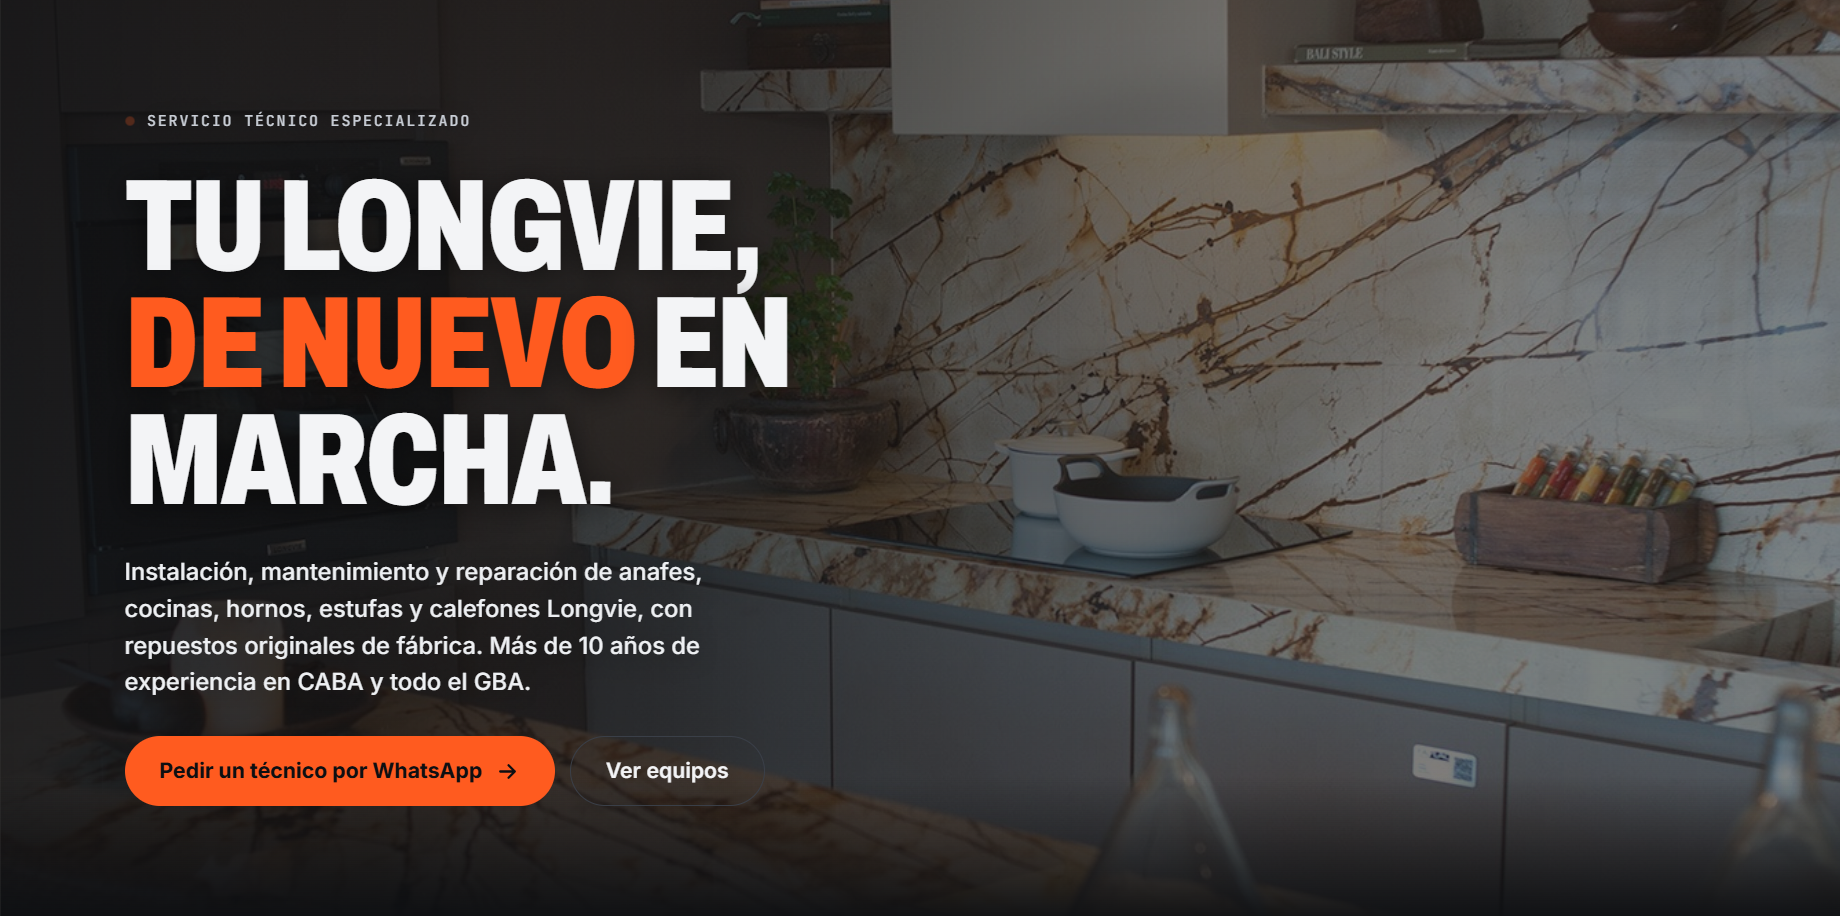 BALI STYLE
SERVICIO TÉCNICO ESPECIALIZADO
TU LONGVIE,
DE NUEVO EN
MARCHA.
Instalación, mantenimiento y reparación de anafes,
cocinas, hornos, estufas y calefones Longvie, con
repuestos originales de fábrica. Más de 10 años de
experiencia en CABA y todo el GBA.
Pedir un técnico por WhatsApp →
Ver equipos